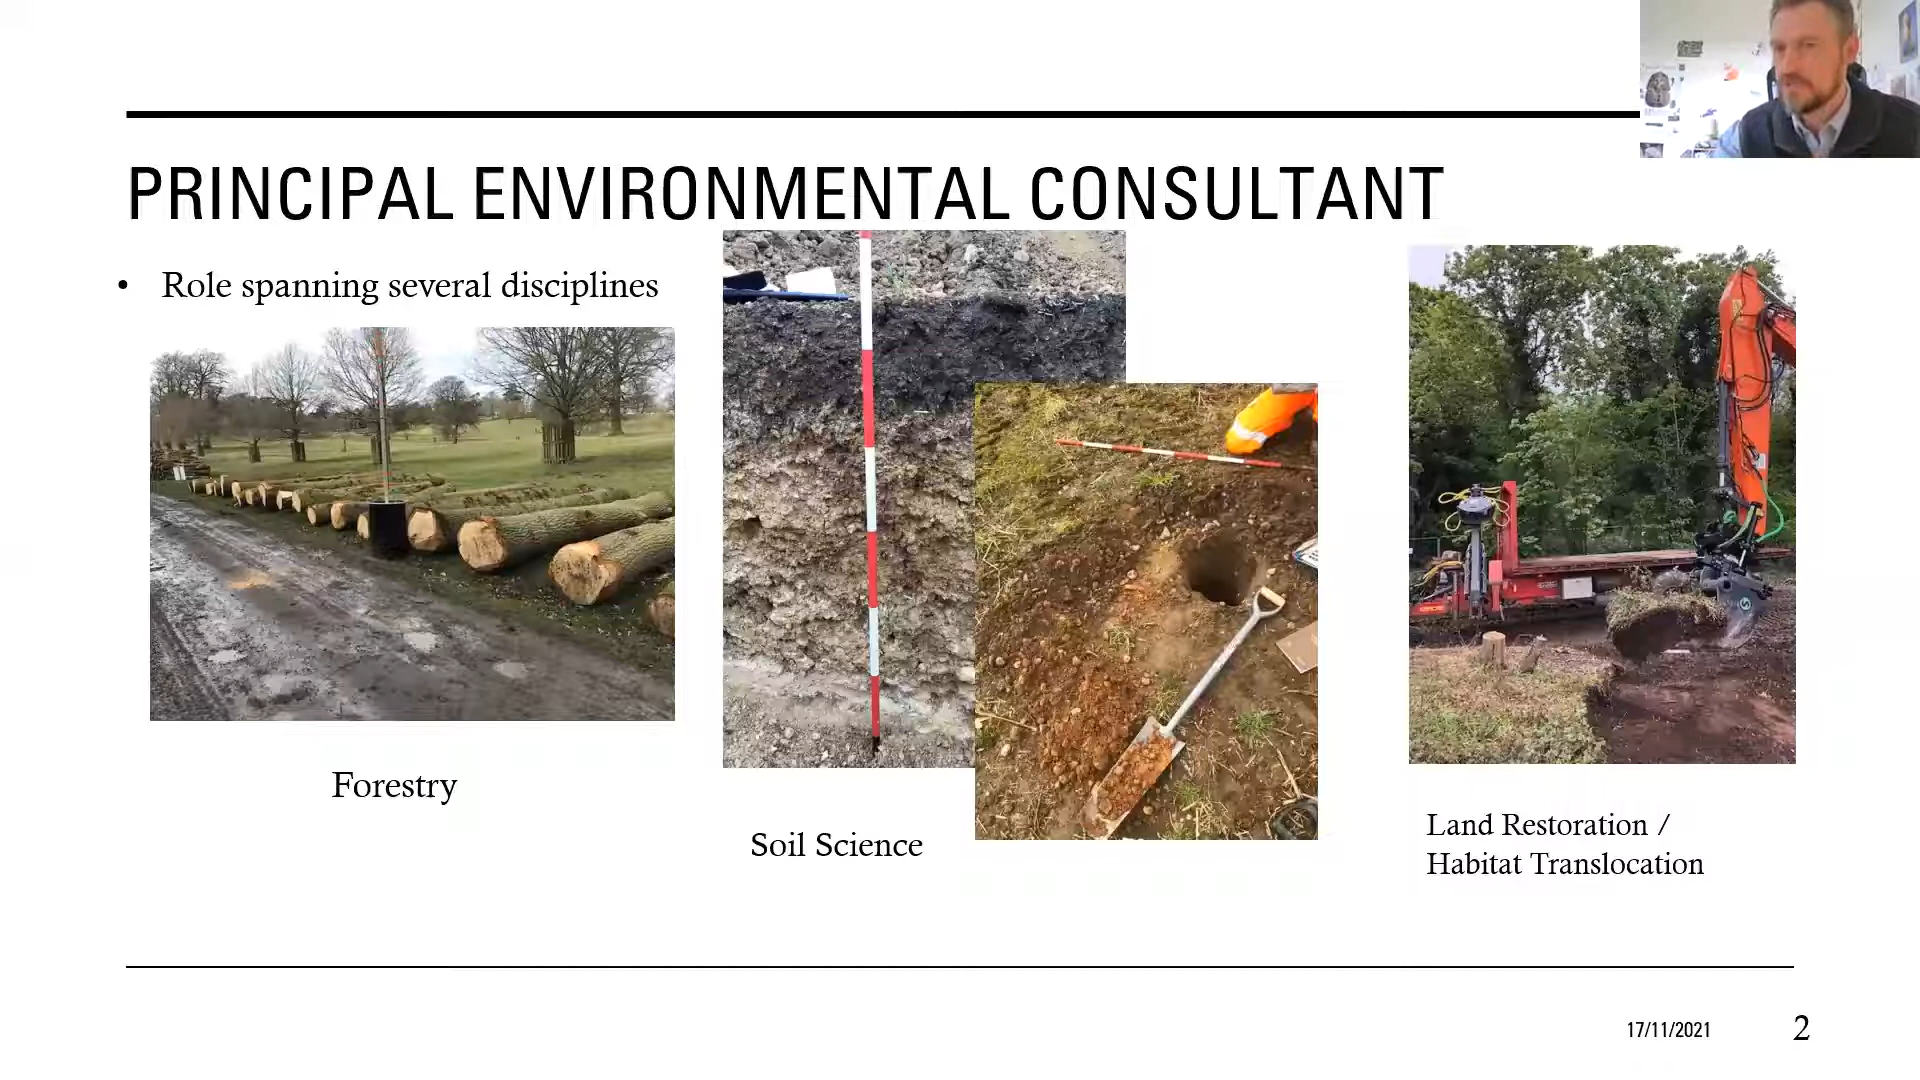 PRINCIPAL ENVIRONMENTAL CONSULTANT
• Role spanning several disciplines
Forestry
Soil Science
Land Restoration /
Habitat Translocation
17/11/2021
2